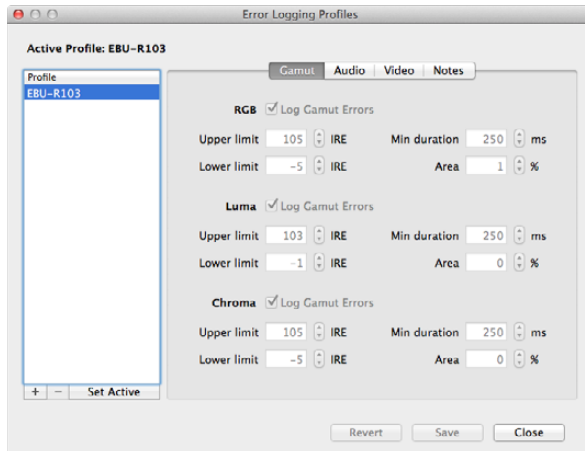 Error Logging Profiles
Active Profile: EBU-R103
Profile
EBU-R103
Gamut Audio Video Notes
RGB Log Gamut Errors
Upper limit 105 IRE Min duration 250 ms
Lower limit -5 IRE Area 1 %
Luma Log Gamut Errors
Upper limit 103 IRE Min duration 250 ms
Lower limit -1 IRE Area 0 %
Chroma Log Gamut Errors
Upper limit 105 IRE Min duration 250 ms
Lower limit -5 IRE Area 0 %
+ - Set Active
Revert Save Close